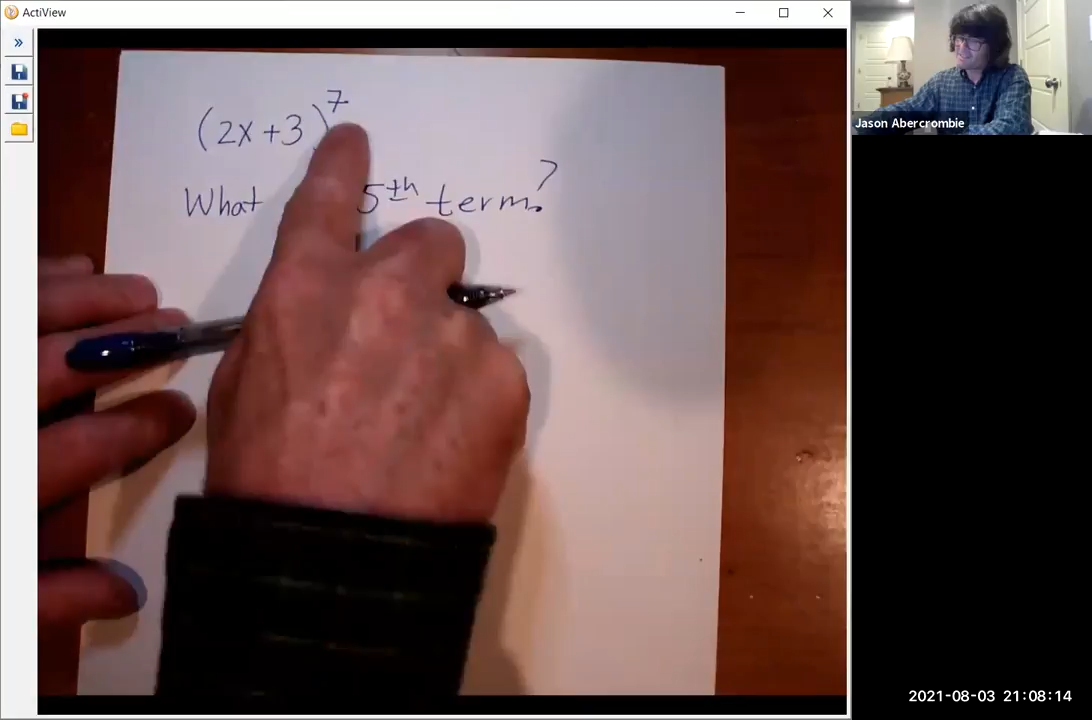 ActiView
»
(2x+3)^7
What 5th term?
Jason Abercrombie
2021-08-03 21:08:14